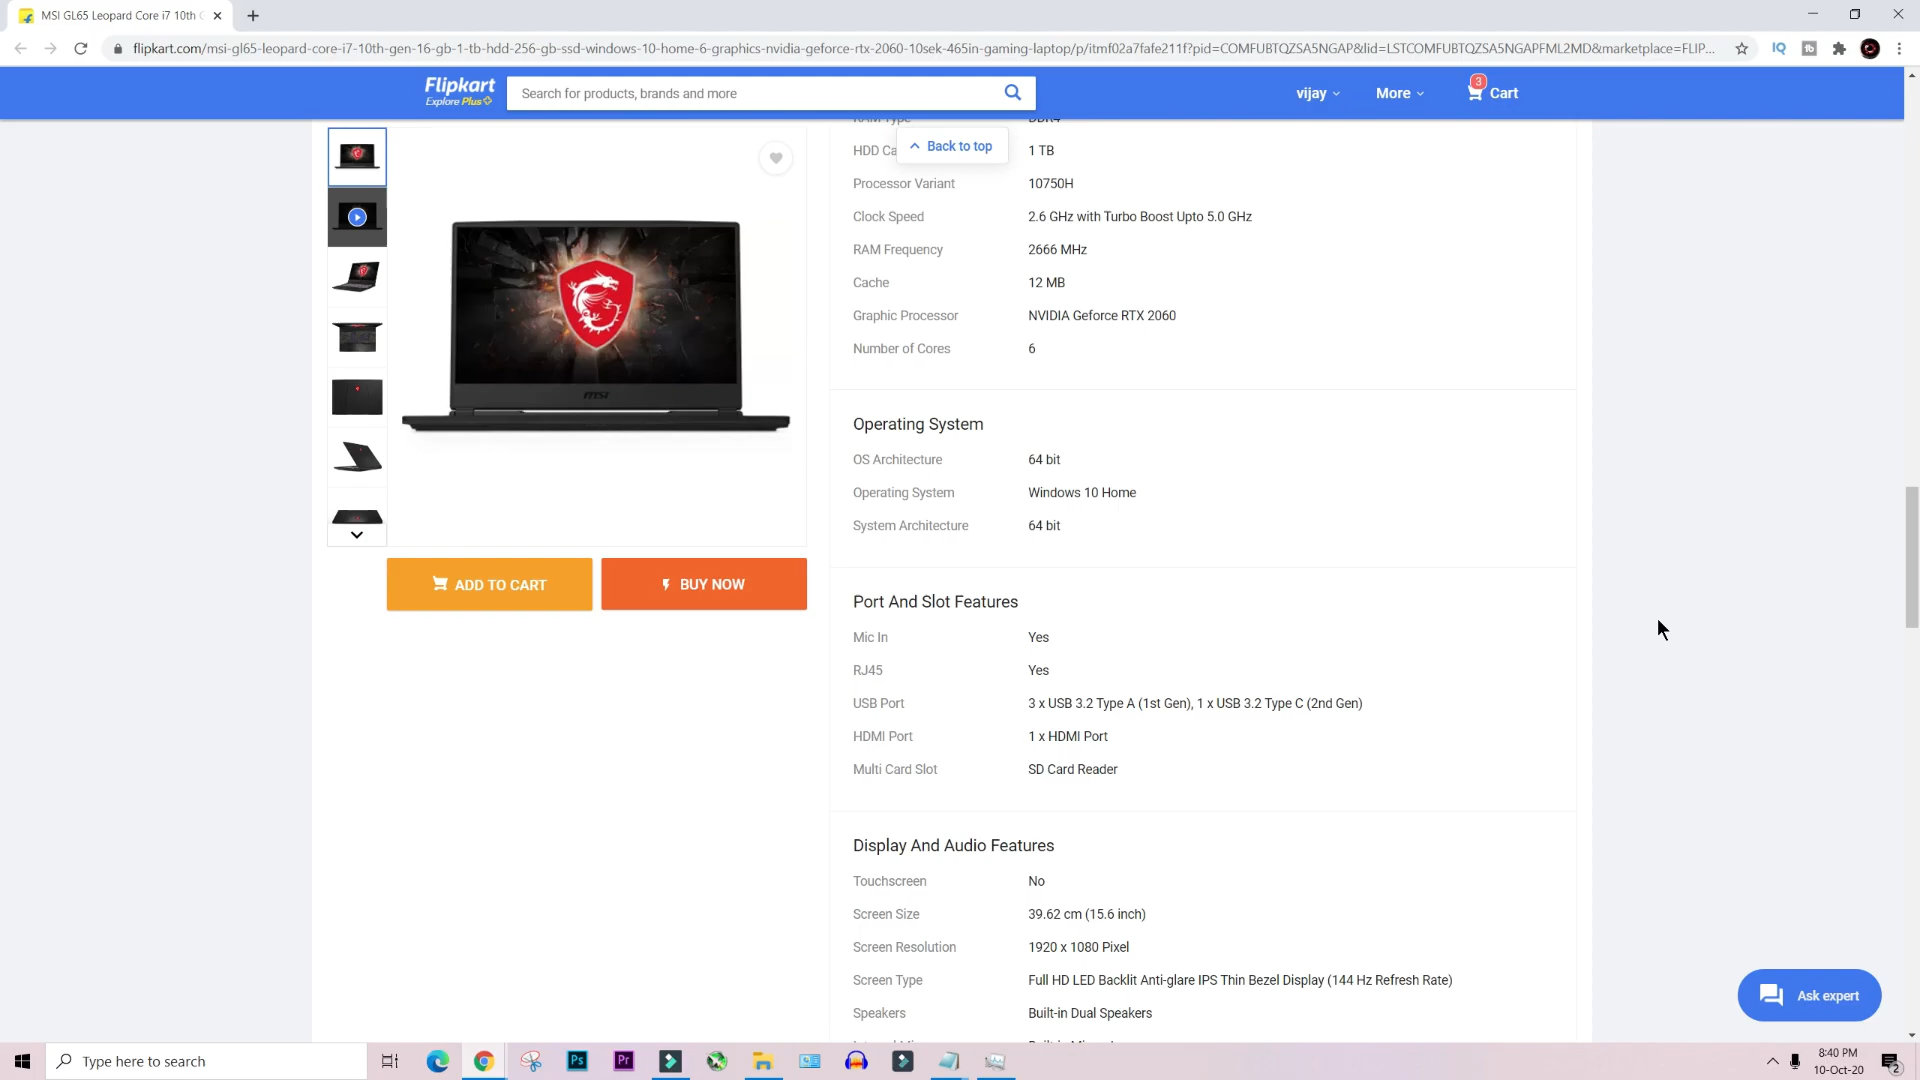 MSI GL65 Leopard Core i7 10th
flipkart.com/msi-gl65-leopard-core-i7-10th-gen-16-gb-1-tb-hdd-256-gb-ssd-windows-10-home-6-graphics-nvidia-geforce-rtx-2060-10sek-465in-gaming-laptop/p/itmf02a7fafe211f?pid=COMFUBTQZSA5NGAP&lid=LSTCOMFUBTQZSA5NGAPFML2MD&marketplace=FLIP...
IQ
Flipkart
Explore Plus
Search for products, brands and more
vijay
More
3
Cart
RAM Type DDR4
Back to top
HDD Ca 1 TB
Processor Variant 10750H
Clock Speed 2.6 GHz with Turbo Boost Upto 5.0 GHz
RAM Frequency 2666 MHz
Cache 12 MB
Graphic Processor NVIDIA Geforce RTX 2060
Number of Cores 6
msi
Operating System
OS Architecture 64 bit
Operating System Windows 10 Home
System Architecture 64 bit
ADD TO CART
BUY NOW
Port And Slot Features
Mic In Yes
RJ45 Yes
USB Port 3 x USB 3.2 Type A (1st Gen), 1 x USB 3.2 Type C (2nd Gen)
HDMI Port 1 x HDMI Port
Multi Card Slot SD Card Reader
Display And Audio Features
Touchscreen No
Screen Size 39.62 cm (15.6 inch)
Screen Resolution 1920 x 1080 Pixel
Screen Type Full HD LED Backlit Anti-glare IPS Thin Bezel Display (144 Hz Refresh Rate)
Speakers Built-in Dual Speakers
Ask expert
Type here to search
Ps
Pr
8:40 PM
10-Oct-20
2